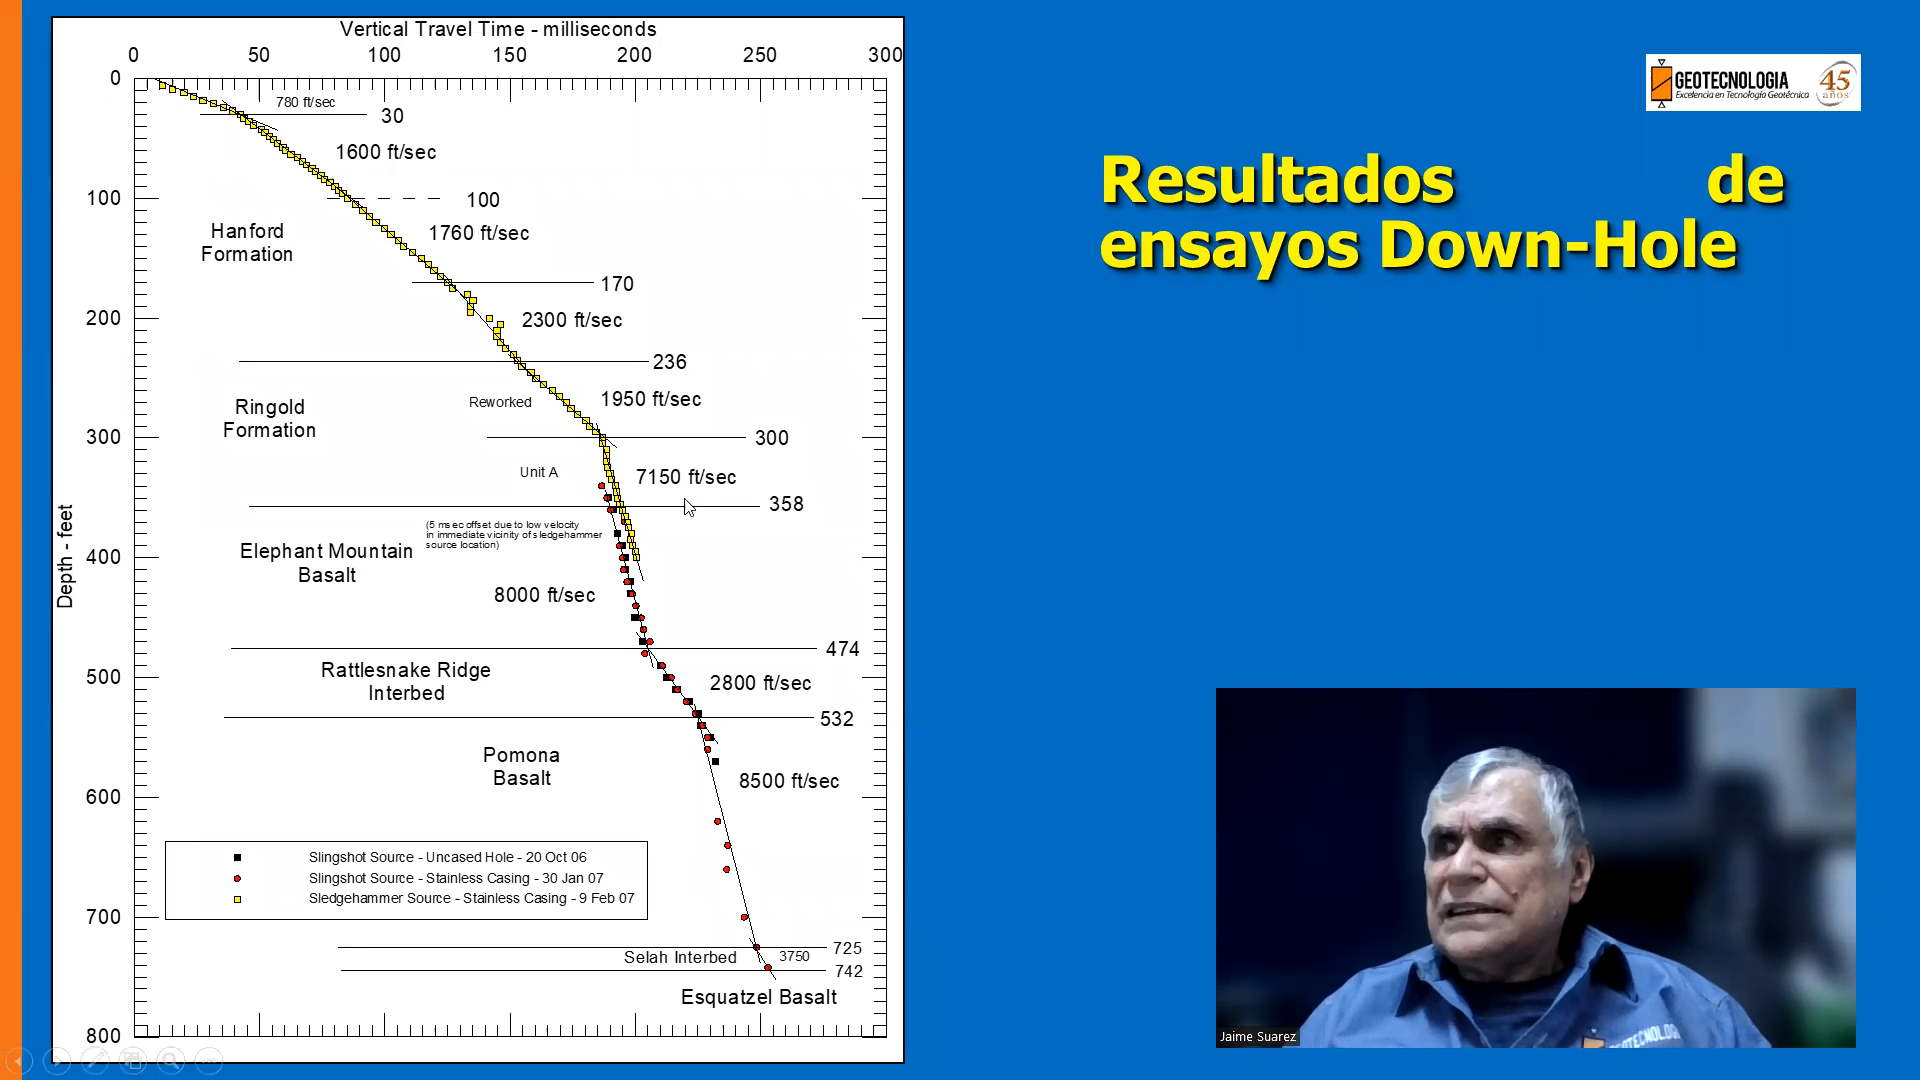 Vertical Travel Time - milliseconds
0 50 100 150 200 250 300
0
780 ft/sec
30
1600 ft/sec
100
100
1760 ft/sec
Hanford
Formation
170
200
2300 ft/sec
236
Reworked
1950 ft/sec
Ringold
Formation
300
300
Unit A
7150 ft/sec
358
(5 msec offset due to low velocity
in immediate vicinity of sledgehammer
source location)
Elephant Mountain
Basalt
400
8000 ft/sec
474
Rattlesnake Ridge
Interbed
500
2800 ft/sec
532
Pomona
Basalt
8500 ft/sec
600
Slingshot Source - Uncased Hole - 20 Oct 06
Slingshot Source - Stainless Casing - 30 Jan 07
Sledgehammer Source - Stainless Casing - 9 Feb 07
700
725
Selah Interbed
3750
742
Esquatzel Basalt
800
Depth - feet
GEOTECNOLOGIA
Excelencia en Tecnología Geotécnica
45
años
Resultados de
ensayos Down-Hole
GEOTECNOLOGI
Jaime Suarez